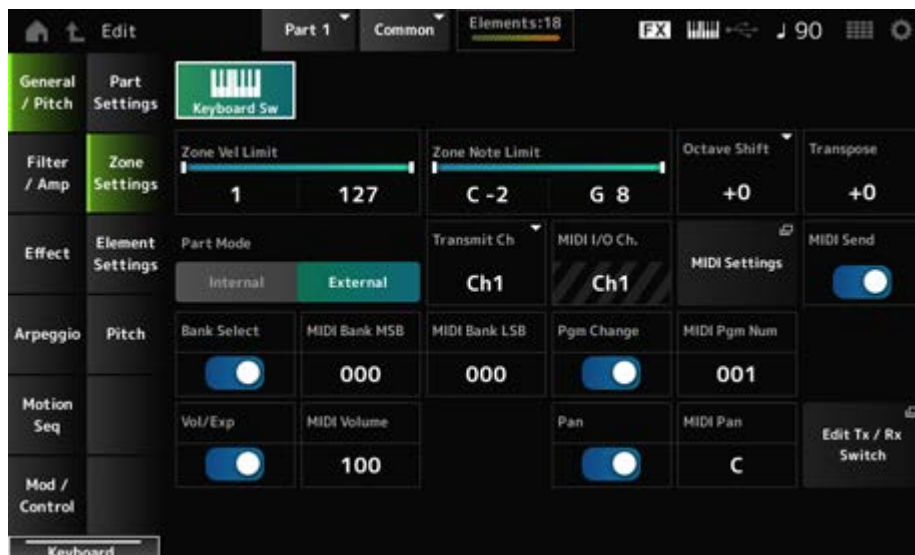 Edit
Part 1
Common
Elements:18
FX
90
General
/ Pitch
Part
Settings
Keyboard Sw
Filter
/ Amp
Zone
Settings
Zone Vel Limit
1
127
Zone Note Limit
C -2
G 8
Octave Shift
+0
Transpose
+0
Effect
Element
Settings
Part Mode
Internal
External
Transmit Ch
Ch1
MIDI I/O Ch.
Ch1
MIDI Settings
MIDI Send
Arpeggio
Pitch
Bank Select
MIDI Bank MSB
000
MIDI Bank LSB
000
Pgm Change
MIDI Pgm Num
001
Motion
Seq
Vol/Exp
MIDI Volume
100
Pan
MIDI Pan
C
Edit Tx / Rx
Switch
Mod /
Control
Keyboard